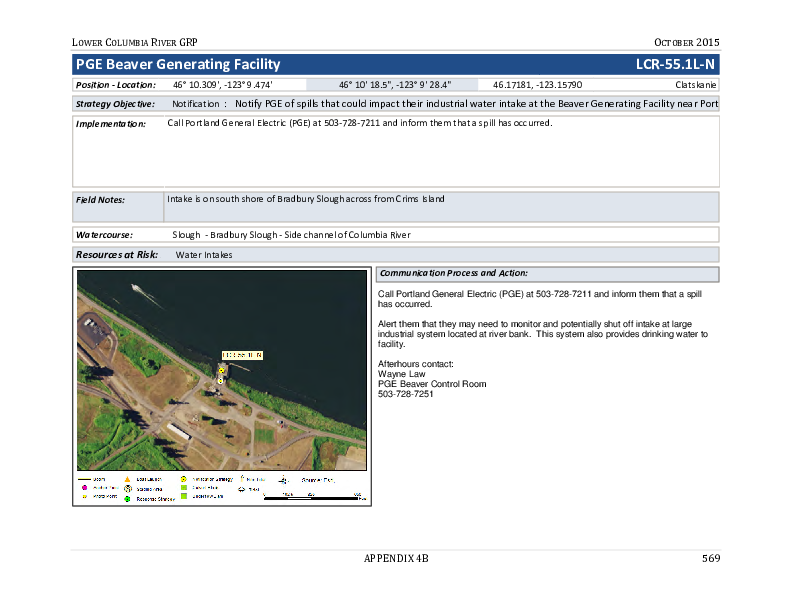 LOWER COLUMBIA RIVER GRP
OCTOBER 2015
PGE Beaver Generating Facility
LCR-55.1L-N
Position - Location:
46° 10.309', -123° 9.474'
46° 10' 18.5", -123° 9' 28.4"
46.17181, -123.15790
Clatskanie
Strategy Objective:
Notification : Notify PGE of spills that could impact their industrial water intake at the Beaver Generating Facility near Port
Implementation:
Call Portland General Electric (PGE) at 503-728-7211 and inform them that a spill has occurred.
Field Notes:
Intake is on south shore of Bradbury Slough across from Crims Island
Watercourse:
Slough - Bradbury Slough - Side channel of Columbia River
Resources at Risk:
Water Intakes
LCR-55.1L-N
Boom
Boat Launch
Notification Strategy
Staging Area
Communication Process and Action:
Call Portland General Electric (PGE) at 503-728-7211 and inform them that a spill
has occurred.
Alert them that they may need to monitor and potentially shut off intake at large
industrial system located at river bank. This system also provides drinking water to
facility.
Afterhours contact:
Wayne Law
PGE Beaver Control Room
503-728-7251
APPENDIX 4B
569